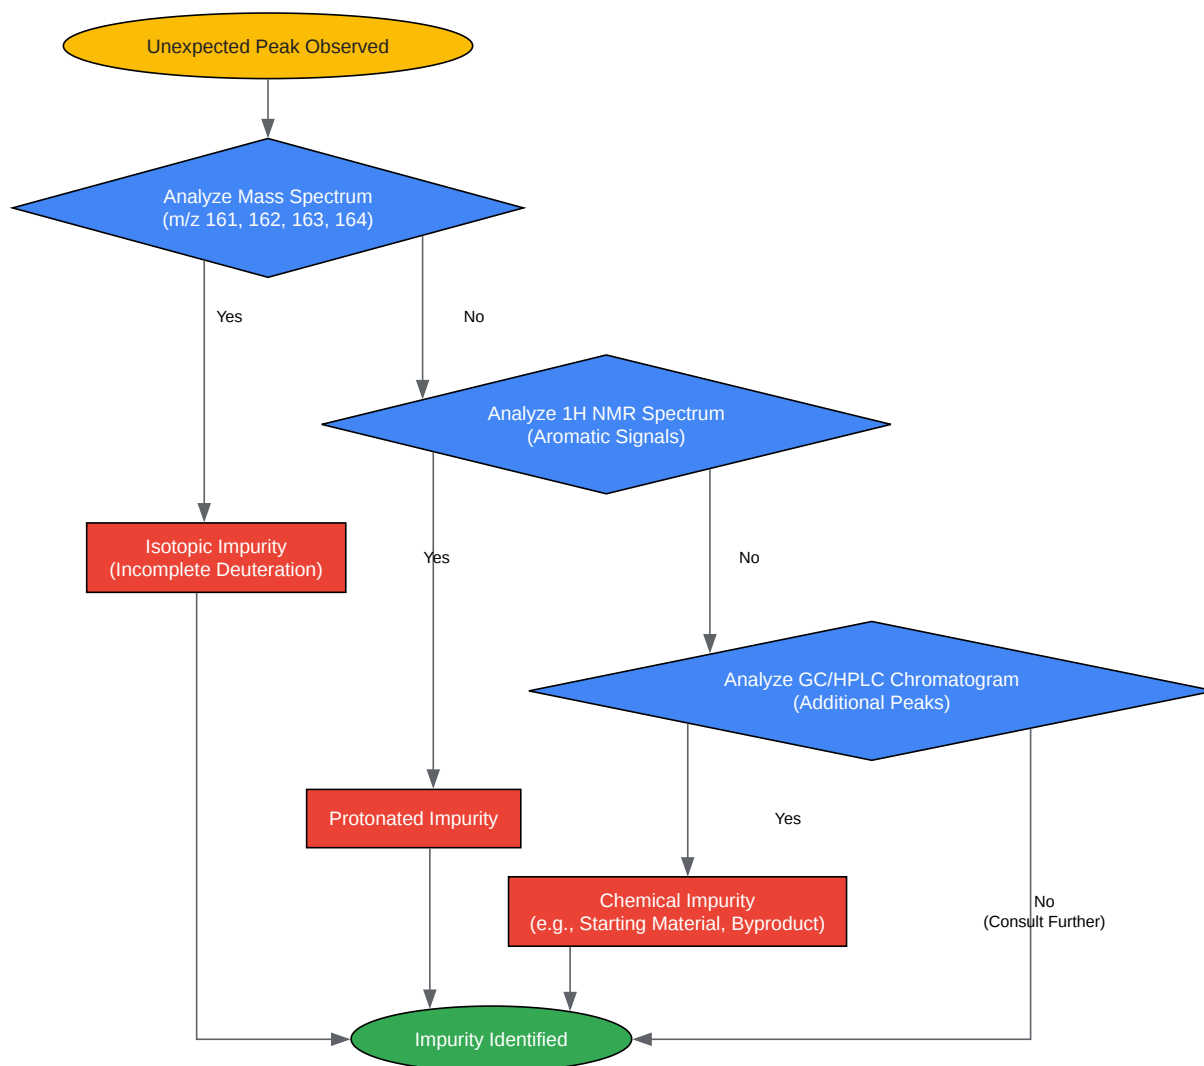 Unexpected Peak Observed
Analyze Mass Spectrum
(m/z 161, 162, 163, 164)
Yes
No
Analyze 1H NMR Spectrum
(Aromatic Signals)
Isotopic Impurity
(Incomplete Deuteration)
Yes
No
Analyze GC/HPLC Chromatogram
(Additional Peaks)
Protonated Impurity
Yes
Chemical Impurity
(e.g., Starting Material, Byproduct)
No
(Consult Further)
Impurity Identified